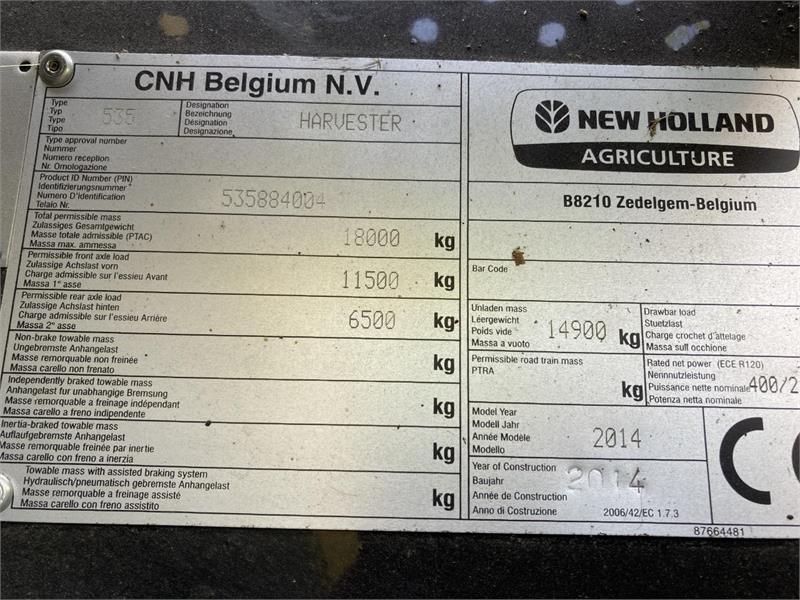 CNH Belgium N.V.
Type
Typ
Type
Tipo
535
Designation
Bezeichnung
Désignation
Designazione
HARVESTER
Type approval number
Nummer
Numero reception
Nr. Omologazione
Product ID Number (PIN)
Identifizierungsnummer
Numero D'Identification
Telaio Nr.
535884004
Total permissible mass
Zulassiges Gesamtgewicht
Masse totale admissible (PTAC)
Massa max. ammessa
18000 kg
Permissible front axle load
Zulassige Achslast vorn
Charge admissible sur l'essieu Avant
Massa 1° asse
11500 kg
Permissible rear axle load
Zulassige Achslast hinten
Charge admissible sur l'essieu Arrière
Massa 2° asse
6500 kg
Non-brake towable mass
Ungebremste Anhangelast
Masse remorquable non freinée
Massa carello non frenato
kg
Independently braked towable mass
Anhangelast fur unabhangige Bremsung
Masse remorquable a freinage indépendant
Massa carello a freno indipendente
kg
Inertia-braked towable mass
Auflaufgebremste Anhangelast
Masse remorquable freinée par inertie
Massa carello con freno a inerzia
kg
Towable mass with assisted braking system
Hydraulisch/pneumatisch gebremste Anhangelast
Masse remorquable a freinage assisté
Massa carello con freno assistito
kg
NEW HOLLAND
AGRICULTURE
B8210 Zedelgem-Belgium
Bar Code
Unladen mass
Léergewicht
Poids vide
Massa a vuoto
14900 kg
Drawbar load
Stuetzlast
Charge crochet d'attelage
Massa sull occhione
Permissible road train mass
PTRA
kg
Rated net power (ECE R120)
Nennnutzleistung
Puissance nette nominale
Potenza netta nominale
400/2
Model Year
Modell Jahr
Année Modèle
Modello
2014
Year of Construction
Baujahr
Année de Construction
Anno di Costruzione
2014
2006/42/EC 1.7.3
CE
87664481